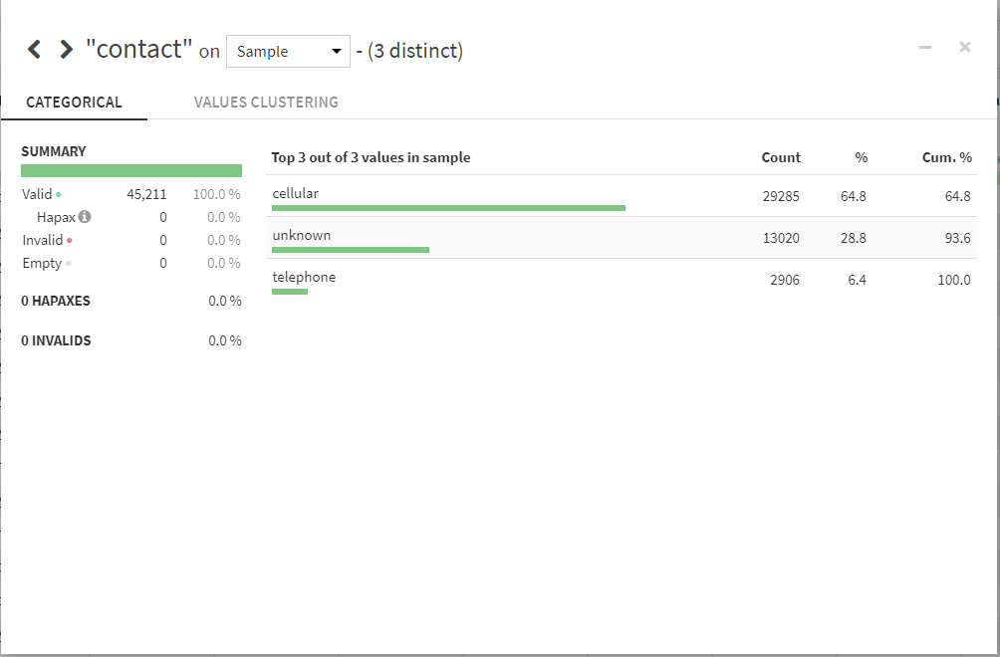 "contact" on Sample - (3 distinct)
CATEGORICAL VALUES CLUSTERING
SUMMARY
Valid 45,211 100.0 %
Hapax 0 0.0 %
Invalid 0 0.0 %
Empty 0 0.0 %
0 HAPAXES 0.0 %
0 INVALIDS 0.0 %
Top 3 out of 3 values in sample Count % Cum. %
cellular 29285 64.8 64.8
unknown 13020 28.8 93.6
telephone 2906 6.4 100.0